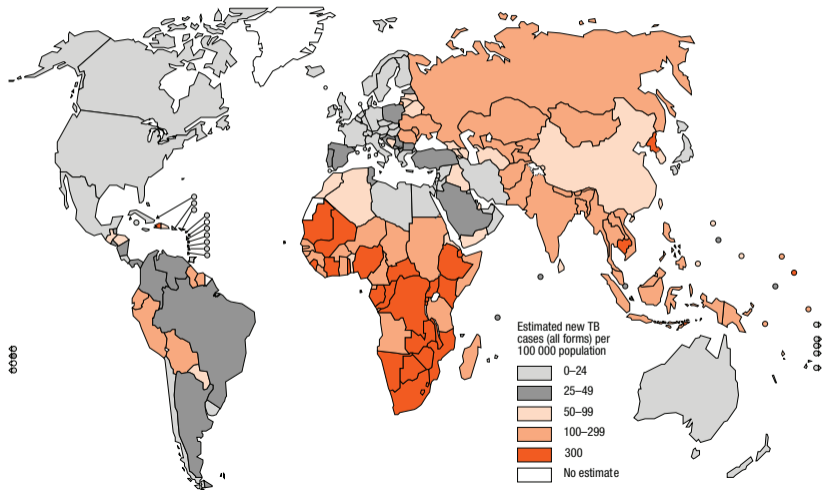 Estimated new TB
cases (all forms) per
100 000 population
0–24
25–49
50–99
100–299
300
No estimate